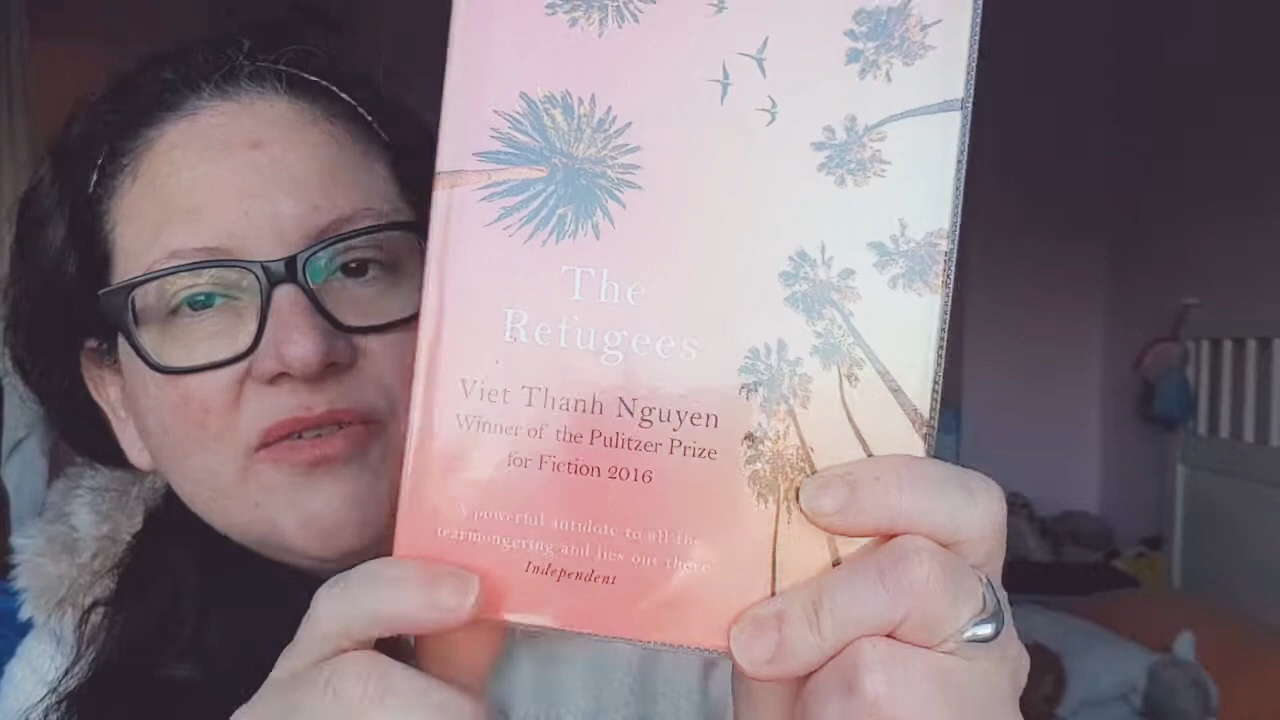 The
Refugees
Viet Thanh Nguyen
Winner of the Pulitzer Prize
for Fiction 2016
A powerful antidote to all the
fearmongering and lies out there
Independent